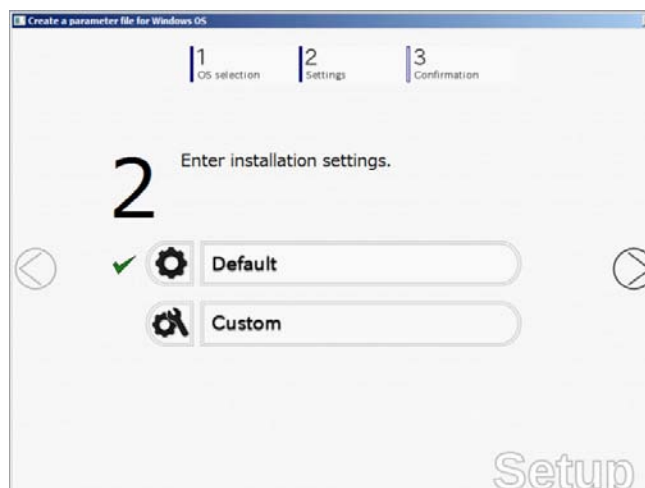 Create a parameter file for Windows OS
1
OS selection
2
Settings
3
Confirmation
2
Enter installation settings.
Default
Custom
Setup